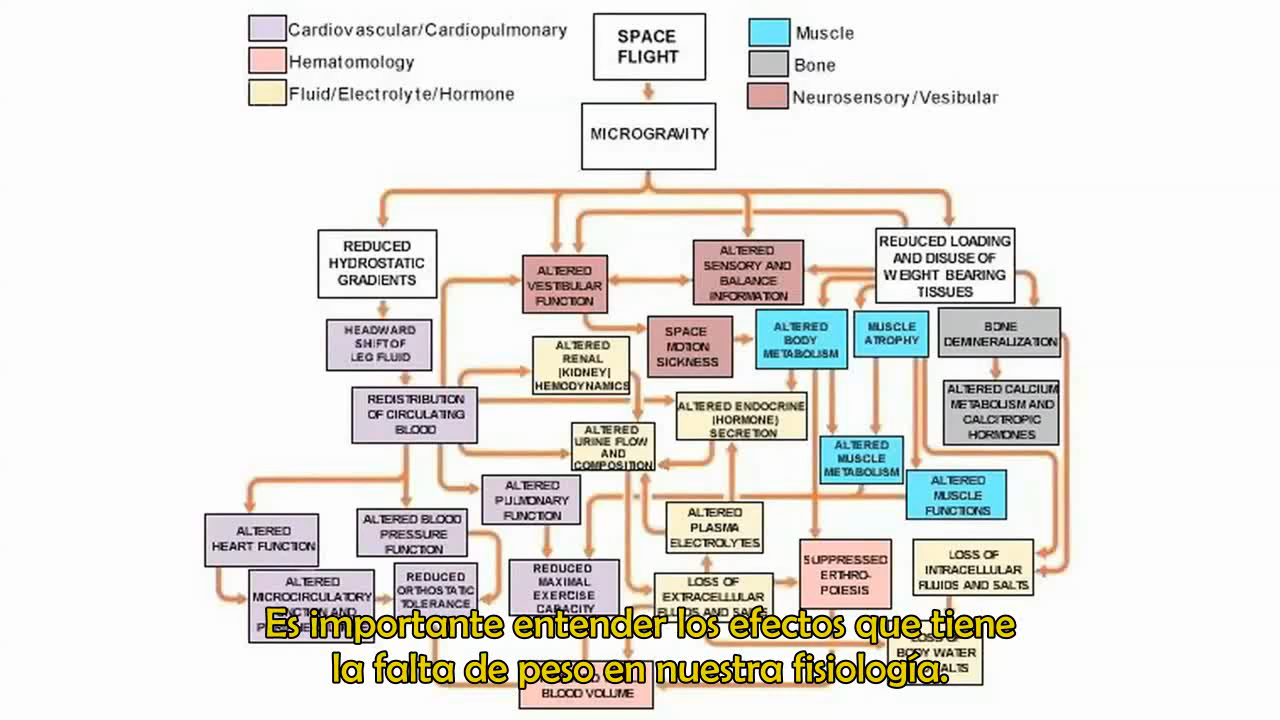 Cardiovascular/Cardiopulmonary
Hematomology
Fluid/Electrolyte/Hormone
SPACE
FLIGHT
Muscle
Bone
Neurosensory/Vesibular
MICROGRAVITY
REDUCED
HYDROSTATIC
GRADIENTS
ALTERED
VESTIBULAR
FUNCTION
ALTERED
SENSORY AND
BALANCE
INFORMATION
REDUCED LOADING
AND DISUSE OF
WEIGHT BEARING
TISSUES
HEADWARD
SHIFT OF
LEG FLUID
ALTERED
RENAL
(KIDNEY)
HEMODYNAMICS
SPACE
MOTION
SICKNESS
ALTERED
BODY
METABOLISM
MUSCLE
ATROPHY
BONE
DEMINERALIZATION
REDISTRIBUTION
OF CIRCULATING
BLOOD
ALTERED ENDOCRINE
(HORMONE)
SECRETION
ALTERED CALCIUM
METABOLISM AND
CALCITROPIC
HORMONES
ALTERED
URINE FLOW
AND
COMPOSITION
ALTERED
MUSCLE
METABOLISM
ALTERED
PULMONARY
FUNCTION
ALTERED
MUSCLE
FUNCTIONS
ALTERED
HEART FUNCTION
ALTERED BLOOD
PRESSURE
FUNCTION
ALTERED
PLASMA
ELECTROLYTES
SUPPRESSED
ERTHRO-
POIESIS
LOSS OF
INTRACELLULAR
FLUIDS AND SALTS
ALTERED
MICROCIRCULATORY
REDUCED
ORTHOSTATIC
TOLERANCE
REDUCED
MAXIMAL
EXERCISE
CAPACITY
LOSS OF
EXTRACELLULAR
FLUIDS AND SALTS
BODY WATER
BLOOD VOLUME
Es importante entender los efectos que tiene
la falta de peso en nuestra fisiología.